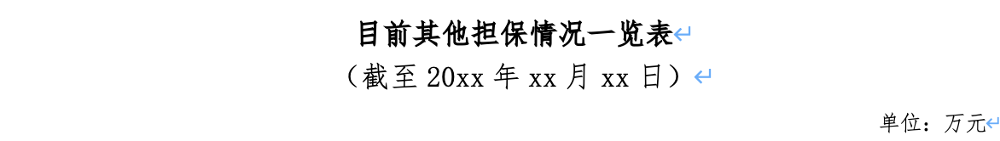 目前其他担保情况一览表
（截至 20xx 年 xx 月 xx 日）
单位：万元